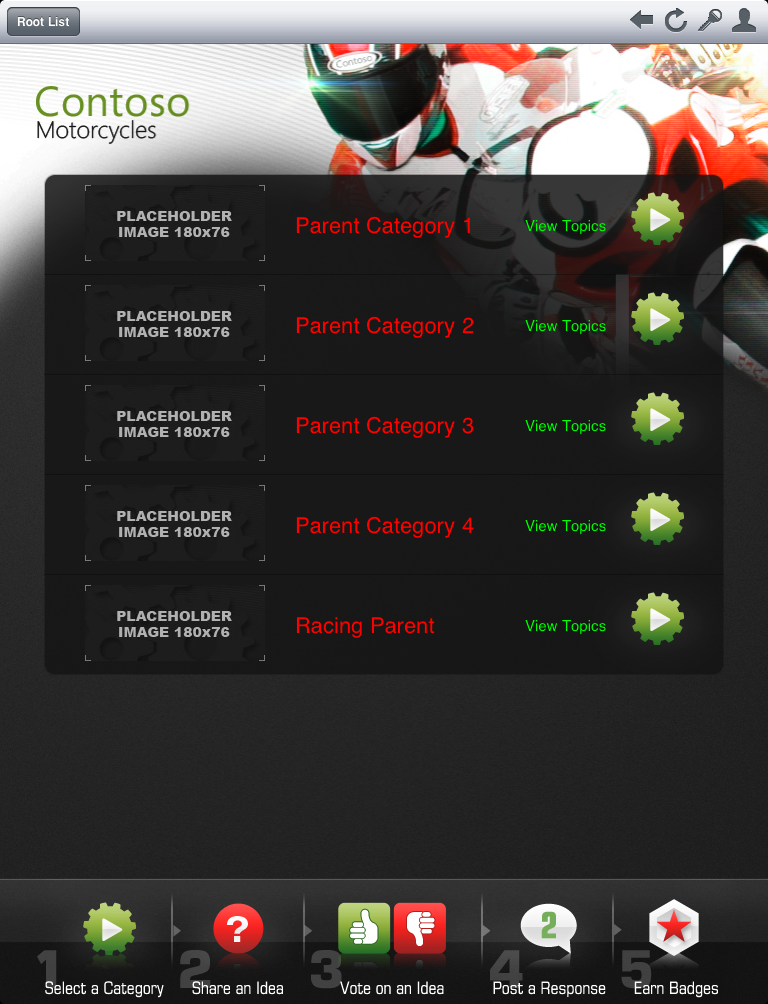 Root List
Contoso
Contoso
Motorcycles
PLACEHOLDER
IMAGE 180x76
Parent Category 1
View Topics
PLACEHOLDER
IMAGE 180x76
Parent Category 2
View Topics
PLACEHOLDER
IMAGE 180x76
Parent Category 3
View Topics
PLACEHOLDER
IMAGE 180x76
Parent Category 4
View Topics
PLACEHOLDER
IMAGE 180x76
Racing Parent
View Topics
?
2
1
2
3
4
5
Select a Category
Share an Idea
Vote on an Idea
Post a Response
Earn Badges